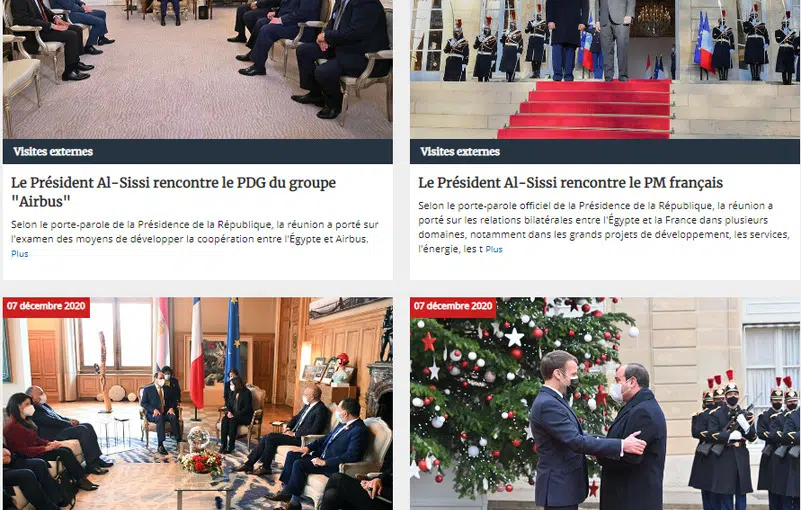 Visites externes
Le Président Al-Sissi rencontre le PDG du groupe
"Airbus"
Selon le porte-parole de la Présidence de la République, la réunion a porté sur
l'examen des moyens de développer la coopération entre l'Égypte et Airbus.
Plus
Visites externes
Le Président Al-Sissi rencontre le PM français
Selon le porte-parole officiel de la Présidence de la République, la réunion a
porté sur les relations bilatérales entre l'Égypte et la France dans plusieurs
domaines, notamment dans les grands projets de développement, les services,
l'énergie, les t Plus
07 décembre 2020
07 décembre 2020